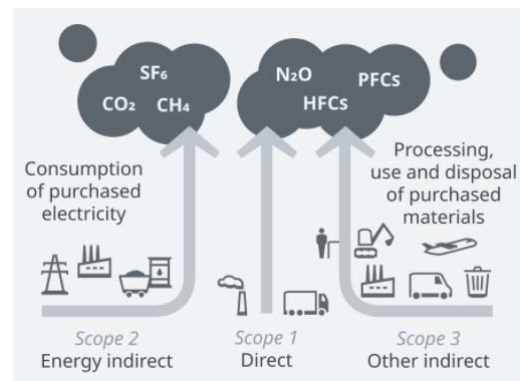 SF₆
CO₂ CH₄
N₂O
PFCs
HFCs
Consumption
of purchased
electricity
Processing,
use and disposal
of purchased
materials
Scope 2
Energy indirect
Scope 1
Direct
Scope 3
Other indirect